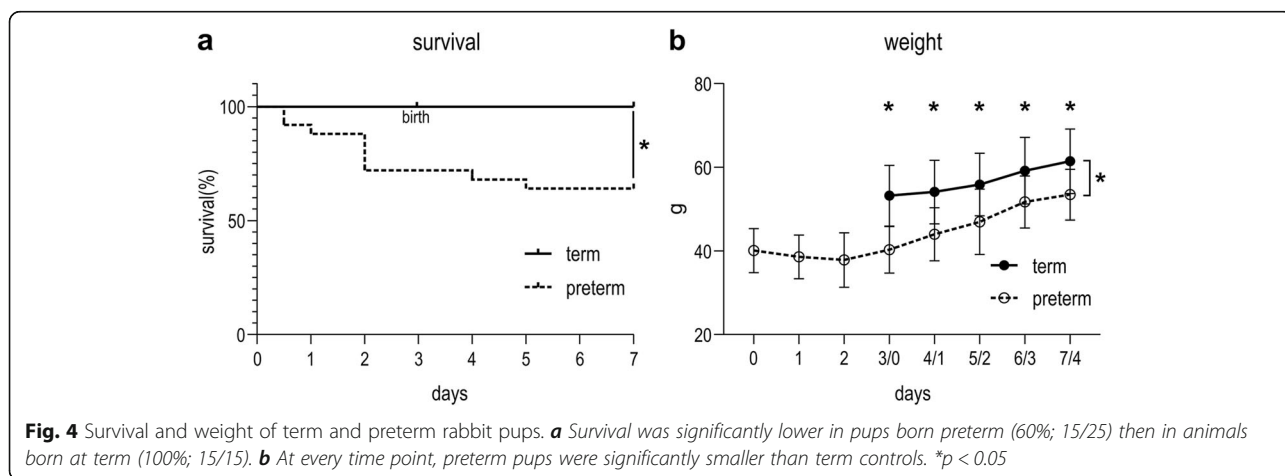 a survival
b weight
100
50
0
survival(%)
birth
*
term
preterm
0 1 2 3 4 5 6 7
days
80
60
40
20
g
* * * * *
*
term
preterm
0 1 2 3/0 4/1 5/2 6/3 7/4
days
Fig. 4 Survival and weight of term and preterm rabbit pups. a Survival was significantly lower in pups born preterm (60%; 15/25) then in animals
born at term (100%; 15/15). b At every time point, preterm pups were significantly smaller than term controls. *p < 0.05